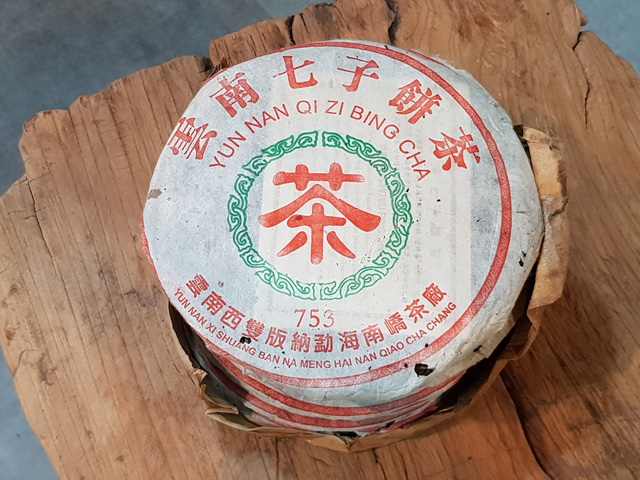 雲南七子餅茶
YUN NAN QI ZI BING CHA
茶
753
雲南西雙版納勐海南嶠茶廠
YUN NAN XI SHUANG BAN NA MENG HAI NAN QIAO CHA CHANG